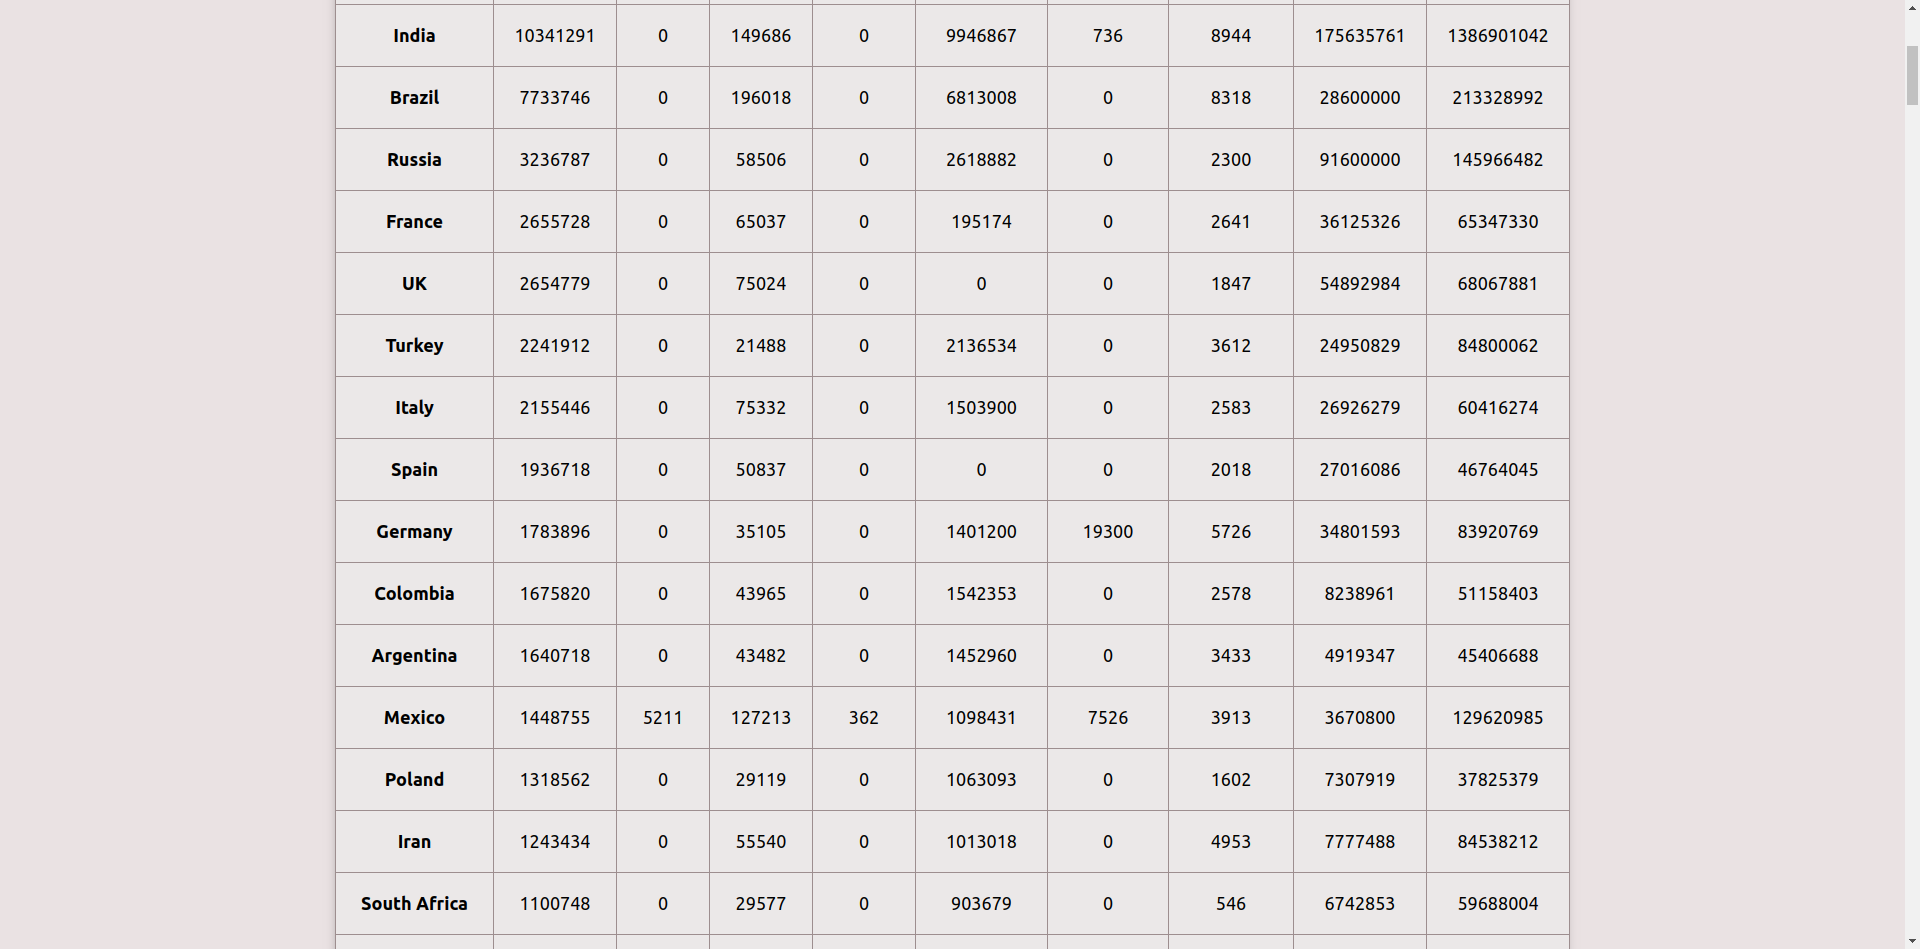 India 10341291 0 149686 0 9946867 736 8944 175635761 1386901042
Brazil 7733746 0 196018 0 6813008 0 8318 28600000 213328992
Russia 3236787 0 58506 0 2618882 0 2300 91600000 145966482
France 2655728 0 65037 0 195174 0 2641 36125326 65347330
UK 2654779 0 75024 0 0 0 1847 54892984 68067881
Turkey 2241912 0 21488 0 2136534 0 3612 24950829 84800062
Italy 2155446 0 75332 0 1503900 0 2583 26926279 60416274
Spain 1936718 0 50837 0 0 0 2018 27016086 46764045
Germany 1783896 0 35105 0 1401200 19300 5726 34801593 83920769
Colombia 1675820 0 43965 0 1542353 0 2578 8238961 51158403
Argentina 1640718 0 43482 0 1452960 0 3433 4919347 45406688
Mexico 1448755 5211 127213 362 1098431 7526 3913 3670800 129620985
Poland 1318562 0 29119 0 1063093 0 1602 7307919 37825379
Iran 1243434 0 55540 0 1013018 0 4953 7777488 84538212
South Africa 1100748 0 29577 0 903679 0 546 6742853 59688004